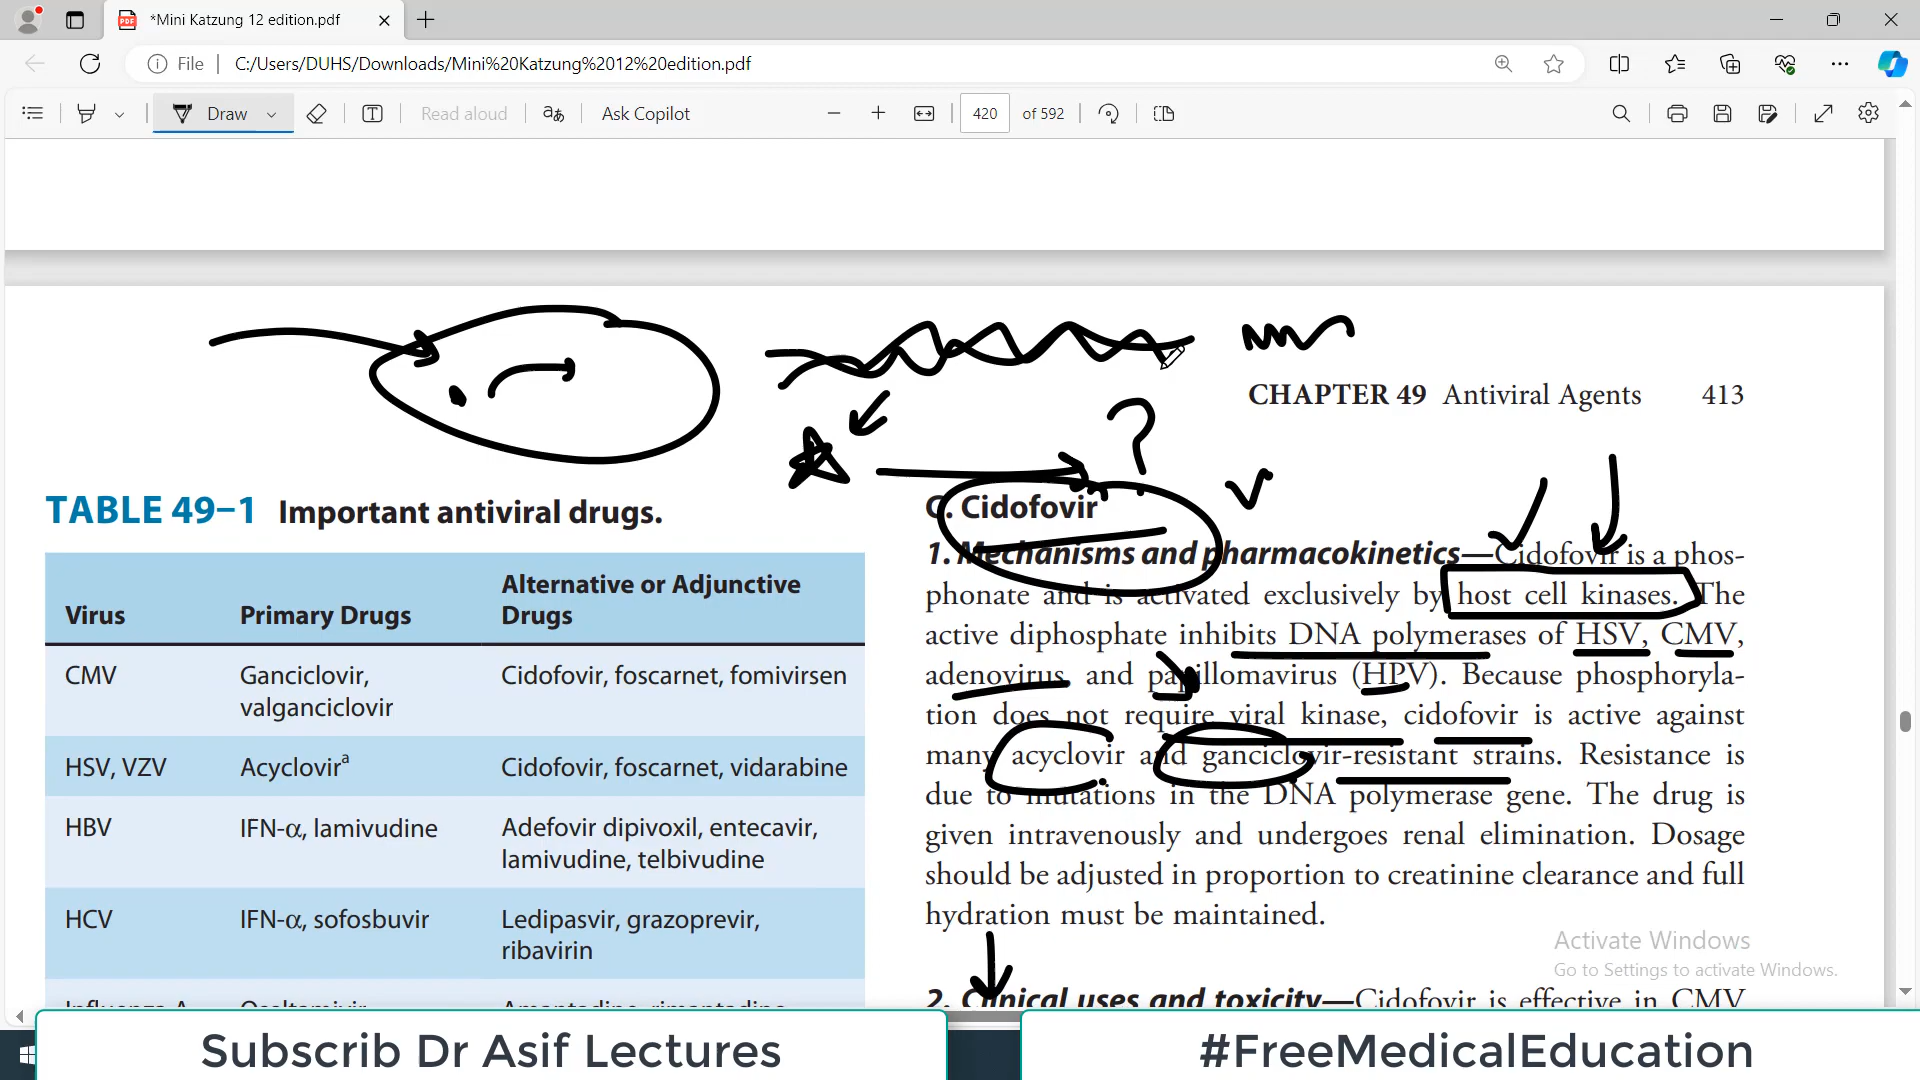 *Mini Katzung 12 edition.pdf
File
C:/Users/DUHS/Downloads/Mini%20Katzung%2012%20edition.pdf
Draw
Read aloud
Ask Copilot
420 of 592
CHAPTER 49 Antiviral Agents 413
TABLE 49–1 Important antiviral drugs.
Virus Primary Drugs Alternative or Adjunctive Drugs
CMV Ganciclovir, valganciclovir Cidofovir, foscarnet, fomivirsen
HSV, VZV Acyclovirᵃ Cidofovir, foscarnet, vidarabine
HBV IFN-α, lamivudine Adefovir dipivoxil, entecavir, lamivudine, telbivudine
HCV IFN-α, sofosbuvir Ledipasvir, grazoprevir, ribavirin
Influenza A Oseltamivir Amantadine, rimantadine
C. Cidofovir
1. Mechanisms and pharmacokinetics—Cidofovir is a phos-
phonate and is activated exclusively by host cell kinases. The
active diphosphate inhibits DNA polymerases of HSV, CMV,
adenovirus, and papillomavirus (HPV). Because phosphoryla-
tion does not require viral kinase, cidofovir is active against
many acyclovir and ganciclovir-resistant strains. Resistance is
due to mutations in the DNA polymerase gene. The drug is
given intravenously and undergoes renal elimination. Dosage
should be adjusted in proportion to creatinine clearance and full
hydration must be maintained.
2. Clinical uses and toxicity—Cidofovir is effective in CMV
Activate Windows
Go to Settings to activate Windows.
Subscrib Dr Asif Lectures
#FreeMedicalEducation